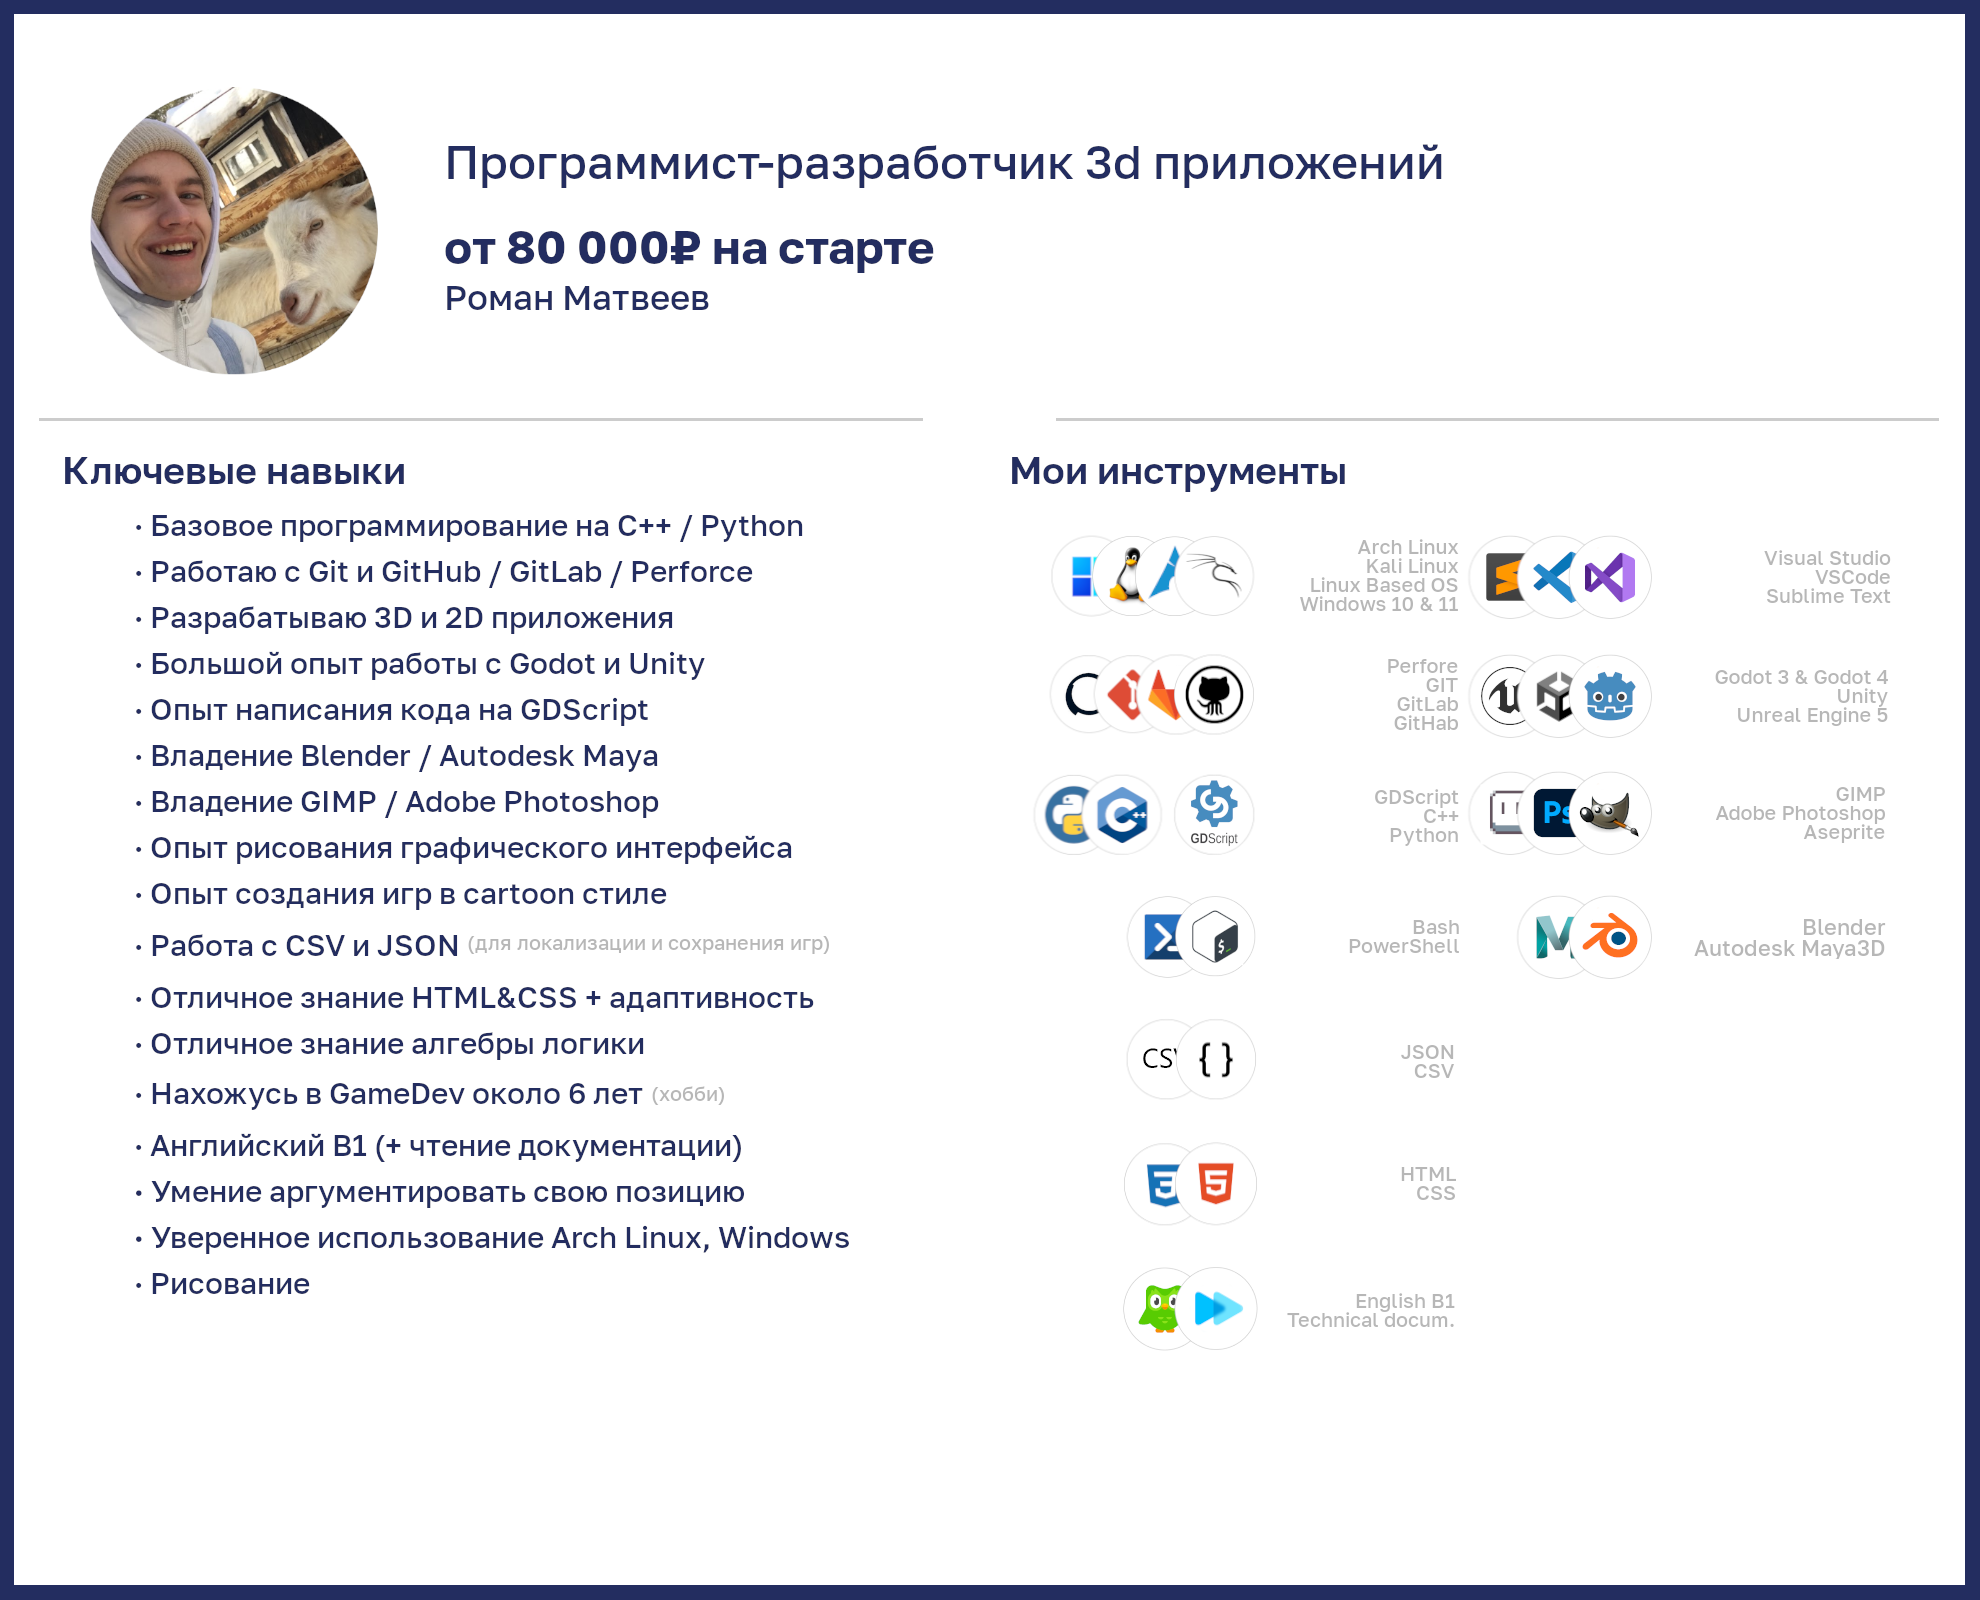 Программист-разработчик 3d приложений
от 80 000₽ на старте
Роман Матвеев
Ключевые навыки
· Базовое программирование на C++ / Python
· Работаю с Git и GitHub / GitLab / Perforce
· Разрабатываю 3D и 2D приложения
· Большой опыт работы с Godot и Unity
· Опыт написания кода на GDScript
· Владение Blender / Autodesk Maya
· Владение GIMP / Adobe Photoshop
· Опыт рисования графического интерфейса
· Опыт создания игр в cartoon стиле
· Работа с CSV и JSON (для локализации и сохранения игр)
· Отличное знание HTML&CSS + адаптивность
· Отличное знание алгебры логики
· Нахожусь в GameDev около 6 лет (хобби)
· Английский B1 (+ чтение документации)
· Умение аргументировать свою позицию
· Уверенное использование Arch Linux, Windows
· Рисование
Мои инструменты
Arch Linux
Kali Linux
Linux Based OS
Windows 10 & 11
Visual Studio
VSCode
Sublime Text
Perfore
GIT
GitLab
GitHab
Godot 3 & Godot 4
Unity
Unreal Engine 5
GDScript
GDScript
C++
Python
Ps
GIMP
Adobe Photoshop
Aseprite
Bash
PowerShell
Blender
Autodesk Maya3D
CSV
{ }
JSON
CSV
HTML
CSS
English B1
Technical docum.